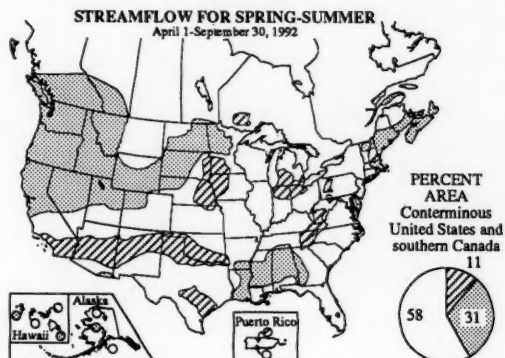 STREAMFLOW FOR SPRING-SUMMER
April 1-September 30, 1992
PERCENT
AREA
Conterminous
United States and
southern Canada
11
58
31
Hawaii
Alaska
Puerto Rico